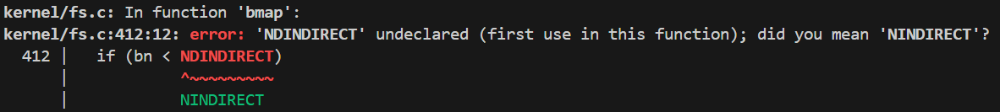 kernel/fs.c: In function 'bmap':
kernel/fs.c:412:12: error: 'NDINDIRECT' undeclared (first use in this function); did you mean 'NINDIRECT'?
  412 |   if (bn < NDINDIRECT)
      |            ^~~~~~~~~~
      |            NINDIRECT